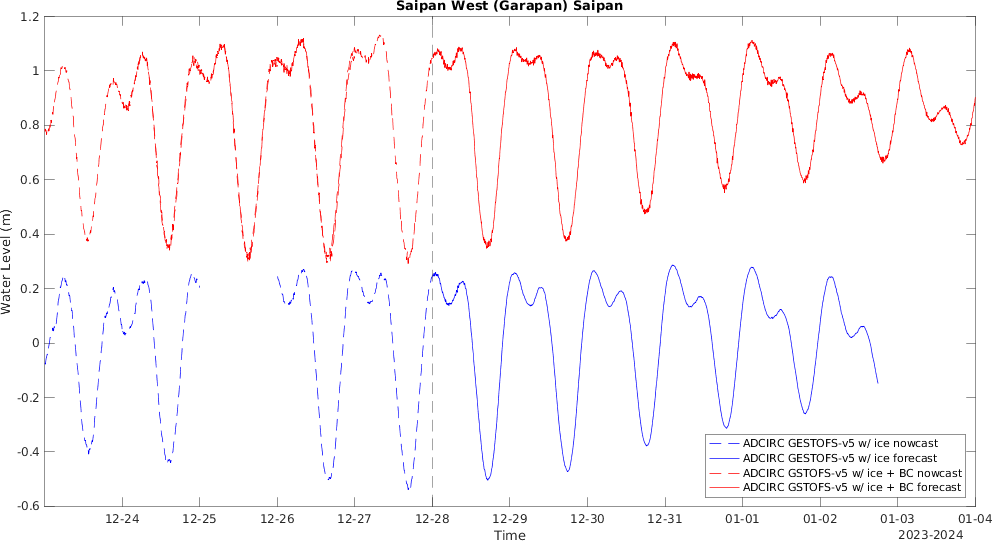 Saipan West (Garapan) Saipan
1.2
1
0.8
0.6
0.4
0.2
0
-0.2
-0.4
-0.6
Water Level (m)
ADCIRC GESTOFS-v5 w/ ice nowcast
ADCIRC GESTOFS-v5 w/ ice forecast
ADCIRC GSTOFS-v5 w/ ice + BC nowcast
ADCIRC GSTOFS-v5 w/ ice + BC forecast
12-24 12-25 12-26 12-27 12-28 12-29 12-30 12-31 01-01 01-02 01-03 01-04
Time
2023-2024